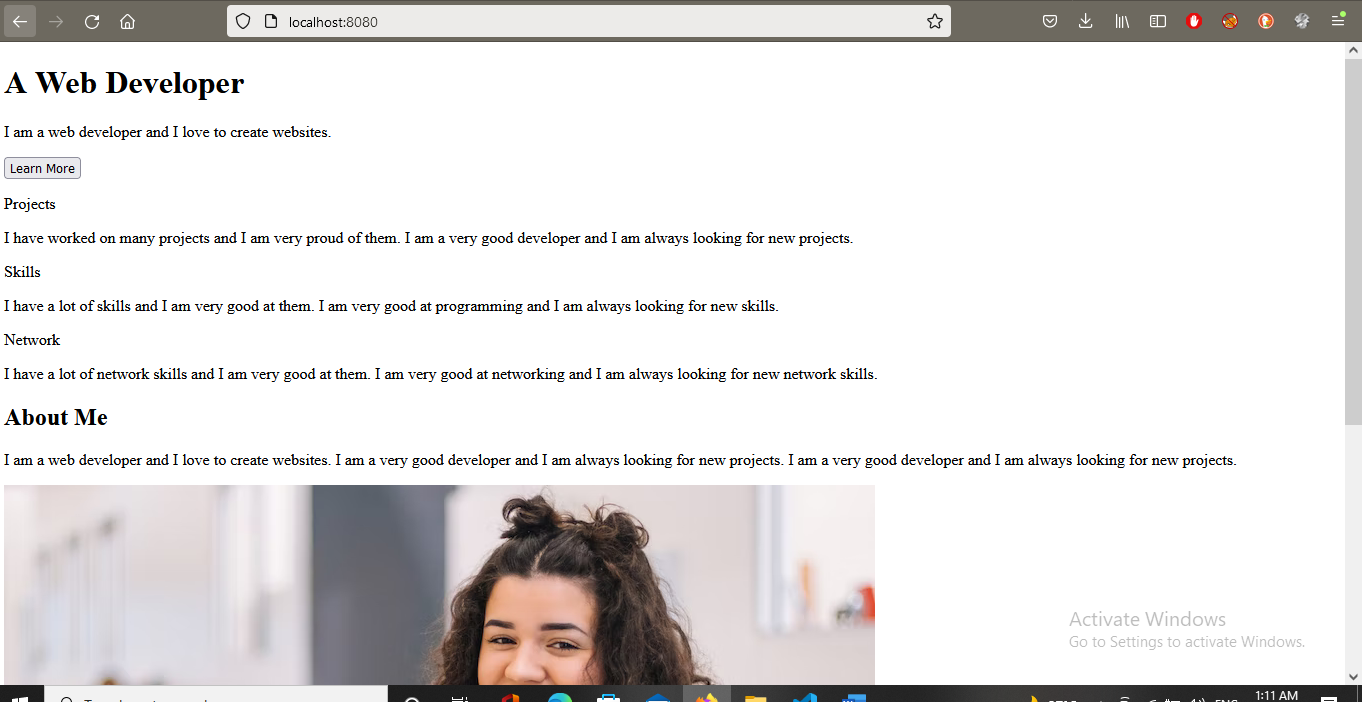 localhost:8080
A Web Developer
I am a web developer and I love to create websites.
Learn More
Projects
I have worked on many projects and I am very proud of them. I am a very good developer and I am always looking for new projects.
Skills
I have a lot of skills and I am very good at them. I am very good at programming and I am always looking for new skills.
Network
I have a lot of network skills and I am very good at them. I am very good at networking and I am always looking for new network skills.
About Me
I am a web developer and I love to create websites. I am a very good developer and I am always looking for new projects. I am a very good developer and I am always looking for new projects.
Activate Windows
Go to Settings to activate Windows.
1:11 AM